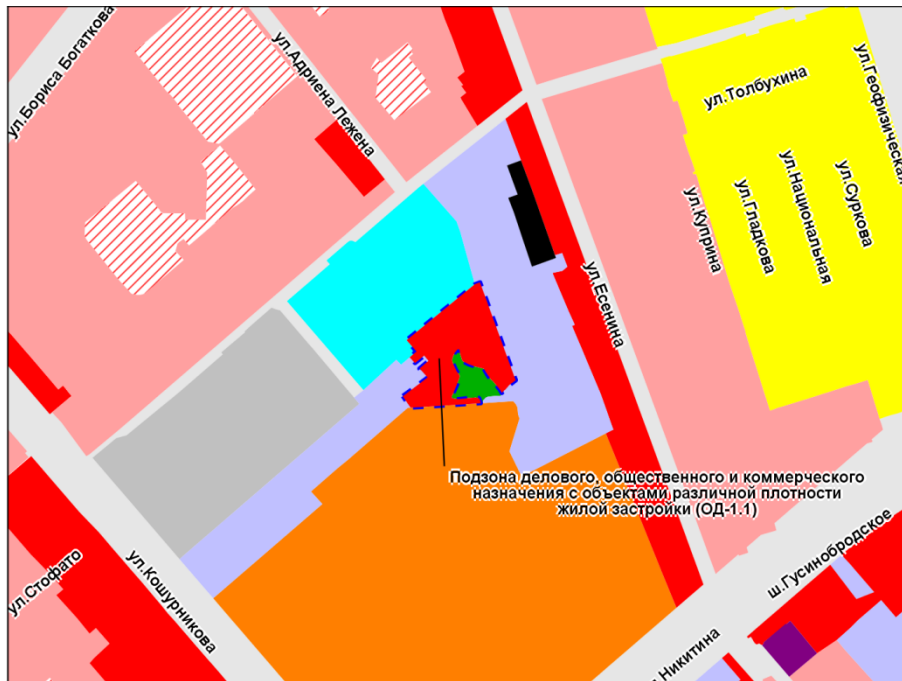 ул.Бориса Богаткова
ул.Адриена Лежена
ул.Толбухина
ул.Геофизическая
ул.Куприна
ул.Гладкова
ул.Национальная
ул.Суркова
ул.Есенина
Подзона делового, общественного и коммерческого
назначения с объектами различной плотности
жилой застройки (ОД-1.1)
ул.Стофато
ул.Кошурникова
ш.Гусинобродское
Никитина